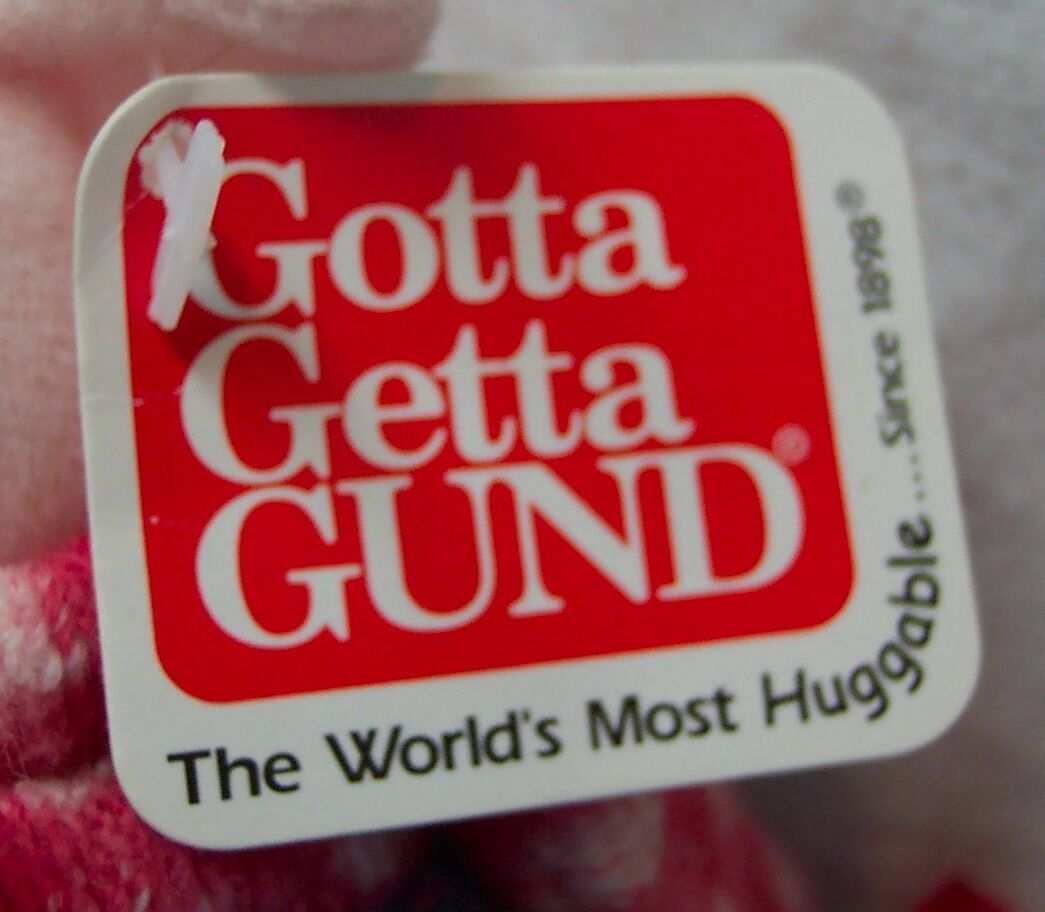 Gotta
Getta
GUND®
The World's Most Huggable....Since 1898®